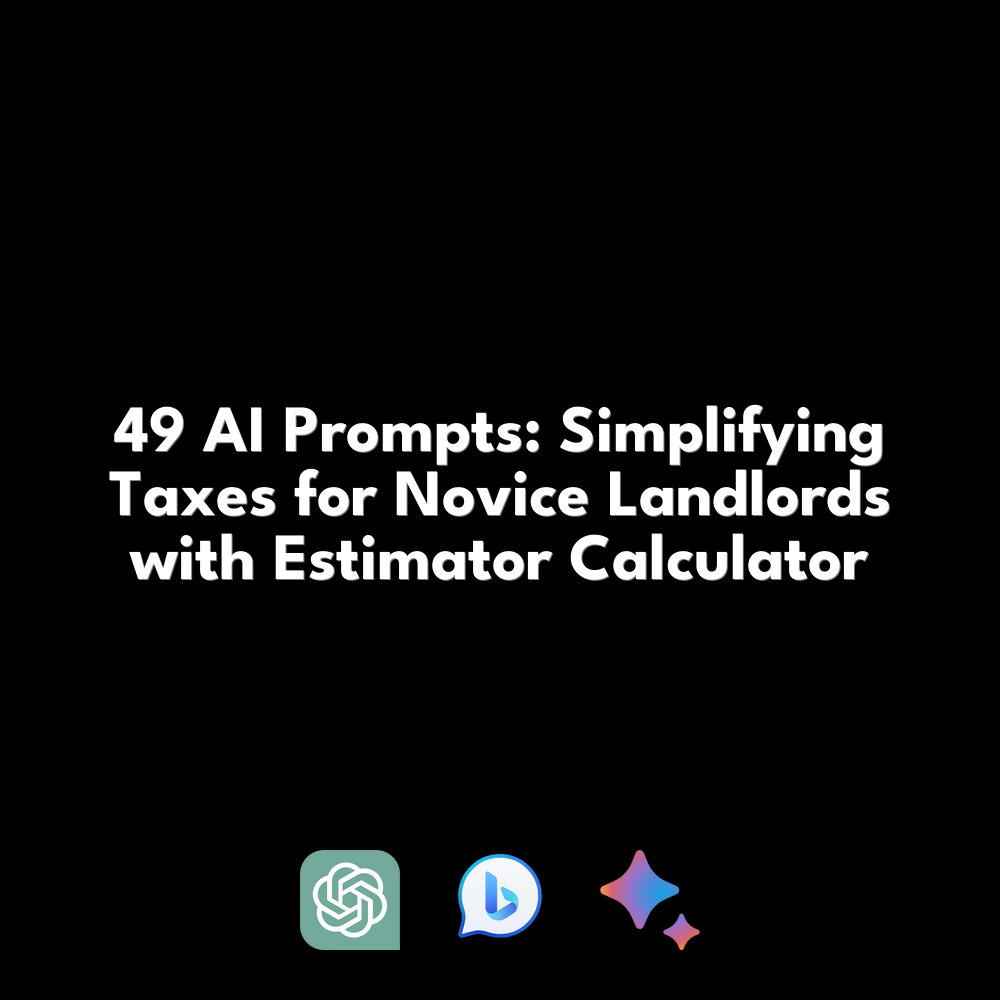 49 AI Prompts: Simplifying
Taxes for Novice Landlords
with Estimator Calculator